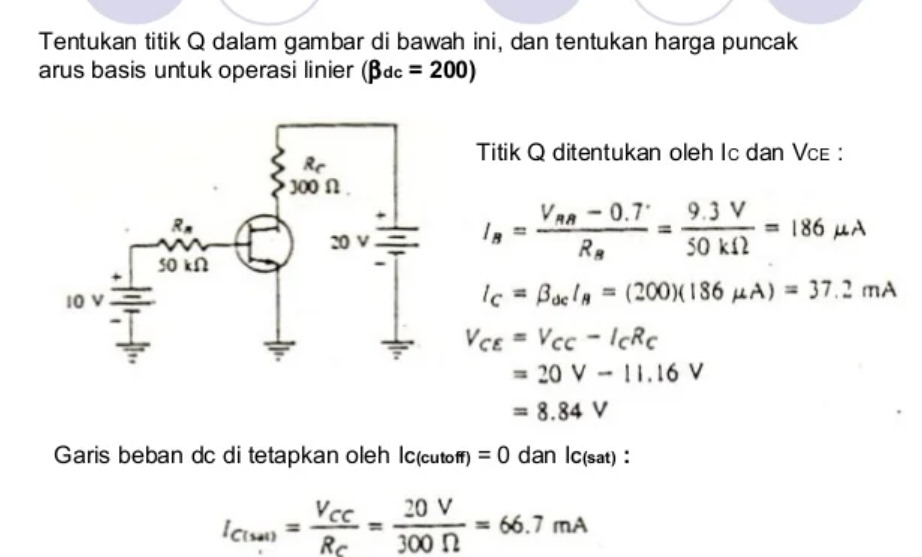 Tentukan titik Q dalam gambar di bawah ini, dan tentukan harga puncak
arus basis untuk operasi linier (βdc = 200)
Titik Q ditentukan oleh Ic dan VCE :
RC
300 Ω
RB
50 kΩ
20 V
10 V
+
-
+
-
IB = (VBB − 0.7) / RB = 9.3 V / 50 kΩ = 186 μA
IC = βdcIB = (200)(186 μA) = 37.2 mA
VCE = VCC − ICRC
= 20 V − 11.16 V
= 8.84 V
Garis beban dc di tetapkan oleh Ic(cutoff) = 0 dan Ic(sat) :
IC(sat) = VCC / RC = 20 V / 300 Ω = 66.7 mA